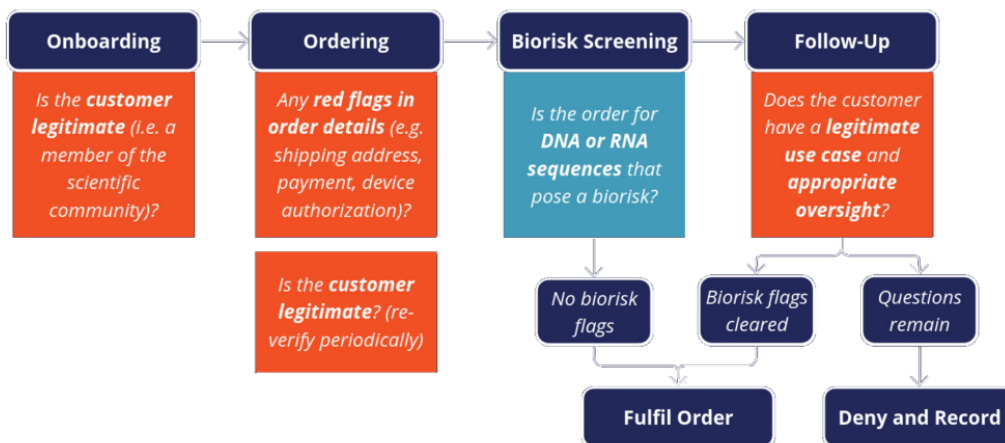 Onboarding
Ordering
Biorisk Screening
Follow-Up
Is the customer
legitimate (i.e. a
member of the
scientific
community)?
Any red flags in
order details (e.g.
shipping address,
payment, device
authorization)?
Is the customer
legitimate? (re-
verify periodically)
Is the order for
DNA or RNA
sequences that
pose a biorisk?
Does the customer
have a legitimate
use case and
appropriate
oversight?
No biorisk
flags
Biorisk flags
cleared
Questions
remain
Fulfil Order
Deny and Record